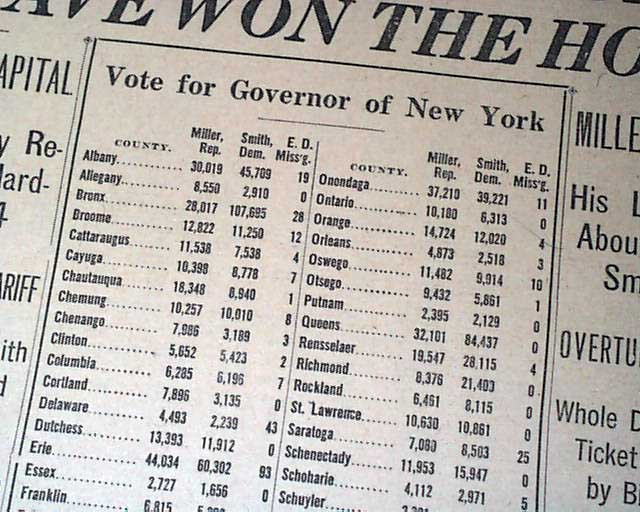 AVE WON THE HO
APITAL
y Re-
lard-
4
ARIFF
ith
d
Vote for Governor of New York
COUNTY. Miller, Rep. Smith, Dem. E. D. Miss'g.
Albany........... 30,019 45,709 19
Allegany......... 8,550 2,910 0
Bronx............ 28,017 107,695 28
Broome........... 12,822 11,250 12
Cattaraugus...... 11,538 7,538 4
Cayuga........... 10,398 8,778 7
Chautauqua....... 18,348 8,940 1
Chemung.......... 10,257 10,010 8
Chenango......... 7,986 3,189 3
Clinton.......... 5,652 5,423 2
Columbia......... 6,285 6,196 7
Cortland......... 7,896 3,135 0
Delaware......... 4,493 2,239 43
Dutchess......... 13,393 11,912 0
Erie............. 44,034 60,302 93
Essex............ 2,727 1,656 0
Franklin......... 6,815
COUNTY. Miller, Rep. Smith, Dem. E. D. Miss'g.
Onondaga......... 37,210 39,221 11
Ontario.......... 10,180 6,313 0
Orange........... 14,724 12,020 4
Orleans.......... 4,873 2,518 3
Oswego........... 11,482 9,914 10
Otsego........... 9,432 5,861 1
Putnam........... 2,395 2,129 0
Queens........... 32,101 84,437 0
Rensselaer....... 19,547 28,115 4
Richmond......... 8,376 21,403 0
Rockland......... 6,461 8,115 0
St. Lawrence..... 10,630 10,861 0
Saratoga......... 7,080 8,503 25
Schenectady...... 11,953 15,947 0
Schoharie........ 4,112 2,971 5
Schuyler.........
MILLE
His L
Abou
Sm
OVERTU
Whole D
Ticket
by B